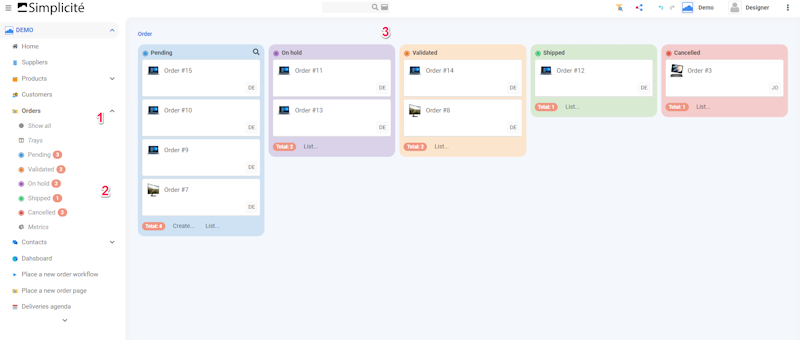 Simplicité
Demo
Designer
DEMO
Home
Suppliers
Products
Customers
Orders
1
Show all
Trays
Pending 3
Validated 2
On hold 2
2
Shipped 1
Cancelled 3
Metrics
Contacts
Dahsboard
Place a new order workflow
Place a new order page
Deliveries agenda
Order
3
Pending
Order #15
DE
Order #10
DE
Order #9
DE
Order #7
DE
Total: 4 Create... List...
On hold
Order #11
DE
Order #13
DE
Total: 2 List...
Validated
Order #14
DE
Order #8
DE
Total: 2 List...
Shipped
Order #12
DE
Total: 1 List...
Cancelled
Order #3
JO
Total: 1 List...